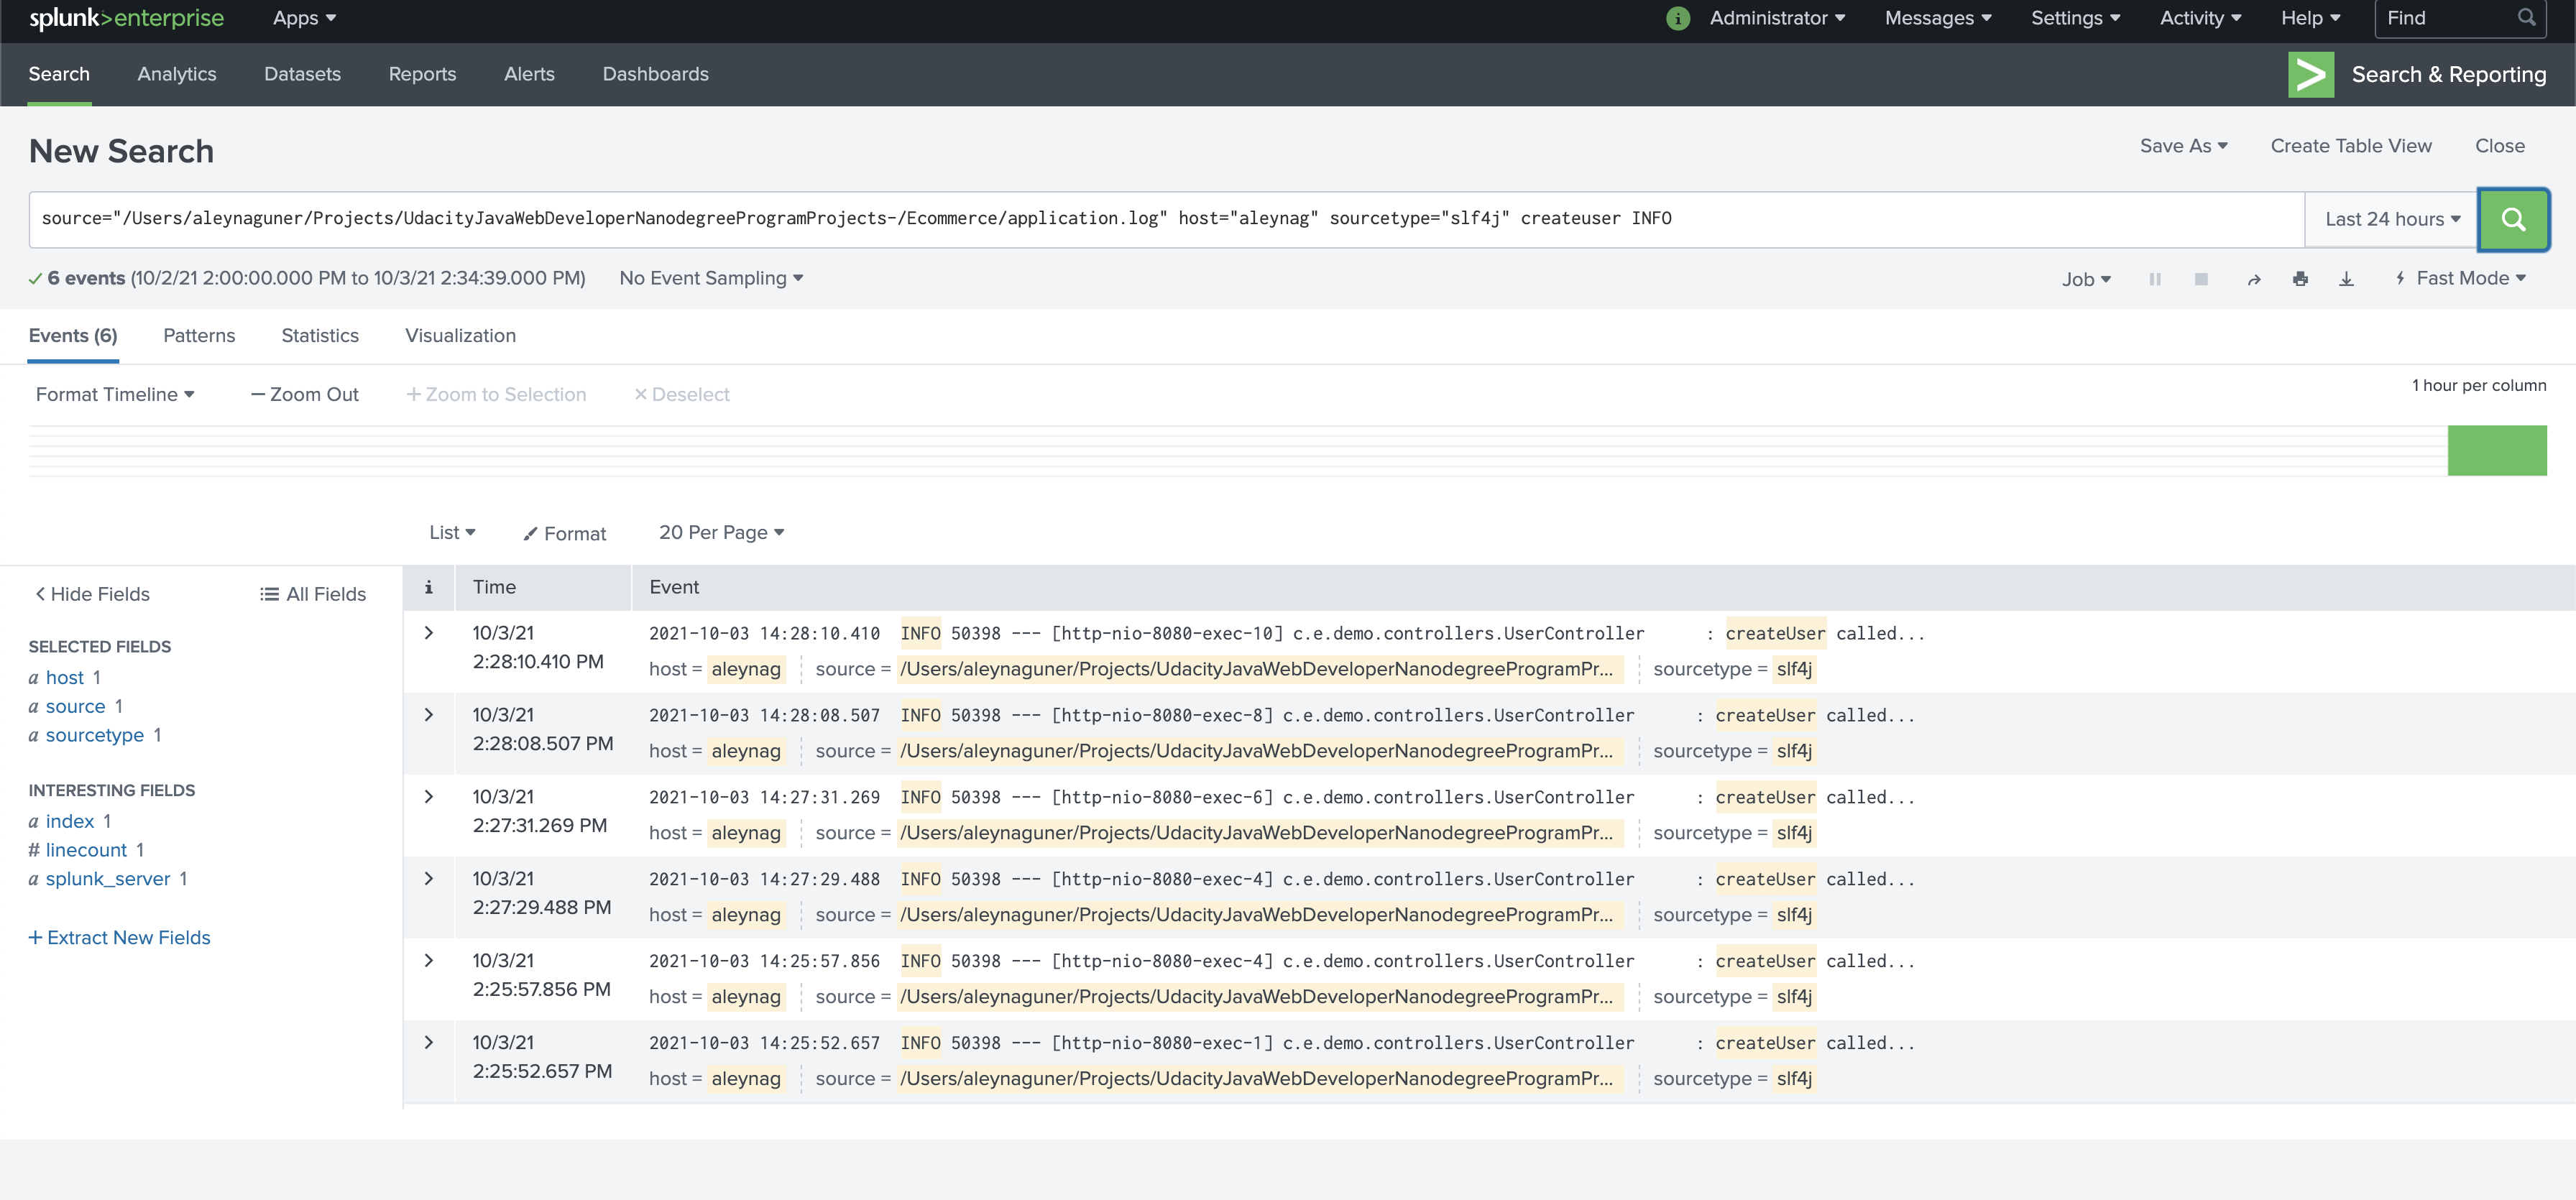 splunk>enterprise Apps Administrator Messages Settings Activity Help Find
Search Analytics Datasets Reports Alerts Dashboards Search & Reporting
New Search Save As Create Table View Close
source="/Users/aleynaguner/Projects/UdacityJavaWebDeveloperNanodegreeProgramProjects-/Ecommerce/application.log" host="aleynag" sourcetype="slf4j" createuser INFO Last 24 hours
6 events (10/2/21 2:00:00.000 PM to 10/3/21 2:34:39.000 PM) No Event Sampling Job Fast Mode
Events (6) Patterns Statistics Visualization
Format Timeline — Zoom Out + Zoom to Selection × Deselect 1 hour per column
List Format 20 Per Page
< Hide Fields All Fields
SELECTED FIELDS
a host 1
a source 1
a sourcetype 1
INTERESTING FIELDS
a index 1
# linecount 1
a splunk_server 1
+ Extract New Fields
i Time Event
10/3/21 2021-10-03 14:28:10.410 INFO 50398 --- [http-nio-8080-exec-10] c.e.demo.controllers.UserController : createUser called...
2:28:10.410 PM host = aleynag source = /Users/aleynaguner/Projects/UdacityJavaWebDeveloperNanodegreeProgramPr... sourcetype = slf4j
10/3/21 2021-10-03 14:28:08.507 INFO 50398 --- [http-nio-8080-exec-8] c.e.demo.controllers.UserController : createUser called...
2:28:08.507 PM host = aleynag source = /Users/aleynaguner/Projects/UdacityJavaWebDeveloperNanodegreeProgramPr... sourcetype = slf4j
10/3/21 2021-10-03 14:27:31.269 INFO 50398 --- [http-nio-8080-exec-6] c.e.demo.controllers.UserController : createUser called...
2:27:31.269 PM host = aleynag source = /Users/aleynaguner/Projects/UdacityJavaWebDeveloperNanodegreeProgramPr... sourcetype = slf4j
10/3/21 2021-10-03 14:27:29.488 INFO 50398 --- [http-nio-8080-exec-4] c.e.demo.controllers.UserController : createUser called...
2:27:29.488 PM host = aleynag source = /Users/aleynaguner/Projects/UdacityJavaWebDeveloperNanodegreeProgramPr... sourcetype = slf4j
10/3/21 2021-10-03 14:25:57.856 INFO 50398 --- [http-nio-8080-exec-4] c.e.demo.controllers.UserController : createUser called...
2:25:57.856 PM host = aleynag source = /Users/aleynaguner/Projects/UdacityJavaWebDeveloperNanodegreeProgramPr... sourcetype = slf4j
10/3/21 2021-10-03 14:25:52.657 INFO 50398 --- [http-nio-8080-exec-1] c.e.demo.controllers.UserController : createUser called...
2:25:52.657 PM host = aleynag source = /Users/aleynaguner/Projects/UdacityJavaWebDeveloperNanodegreeProgramPr... sourcetype = slf4j